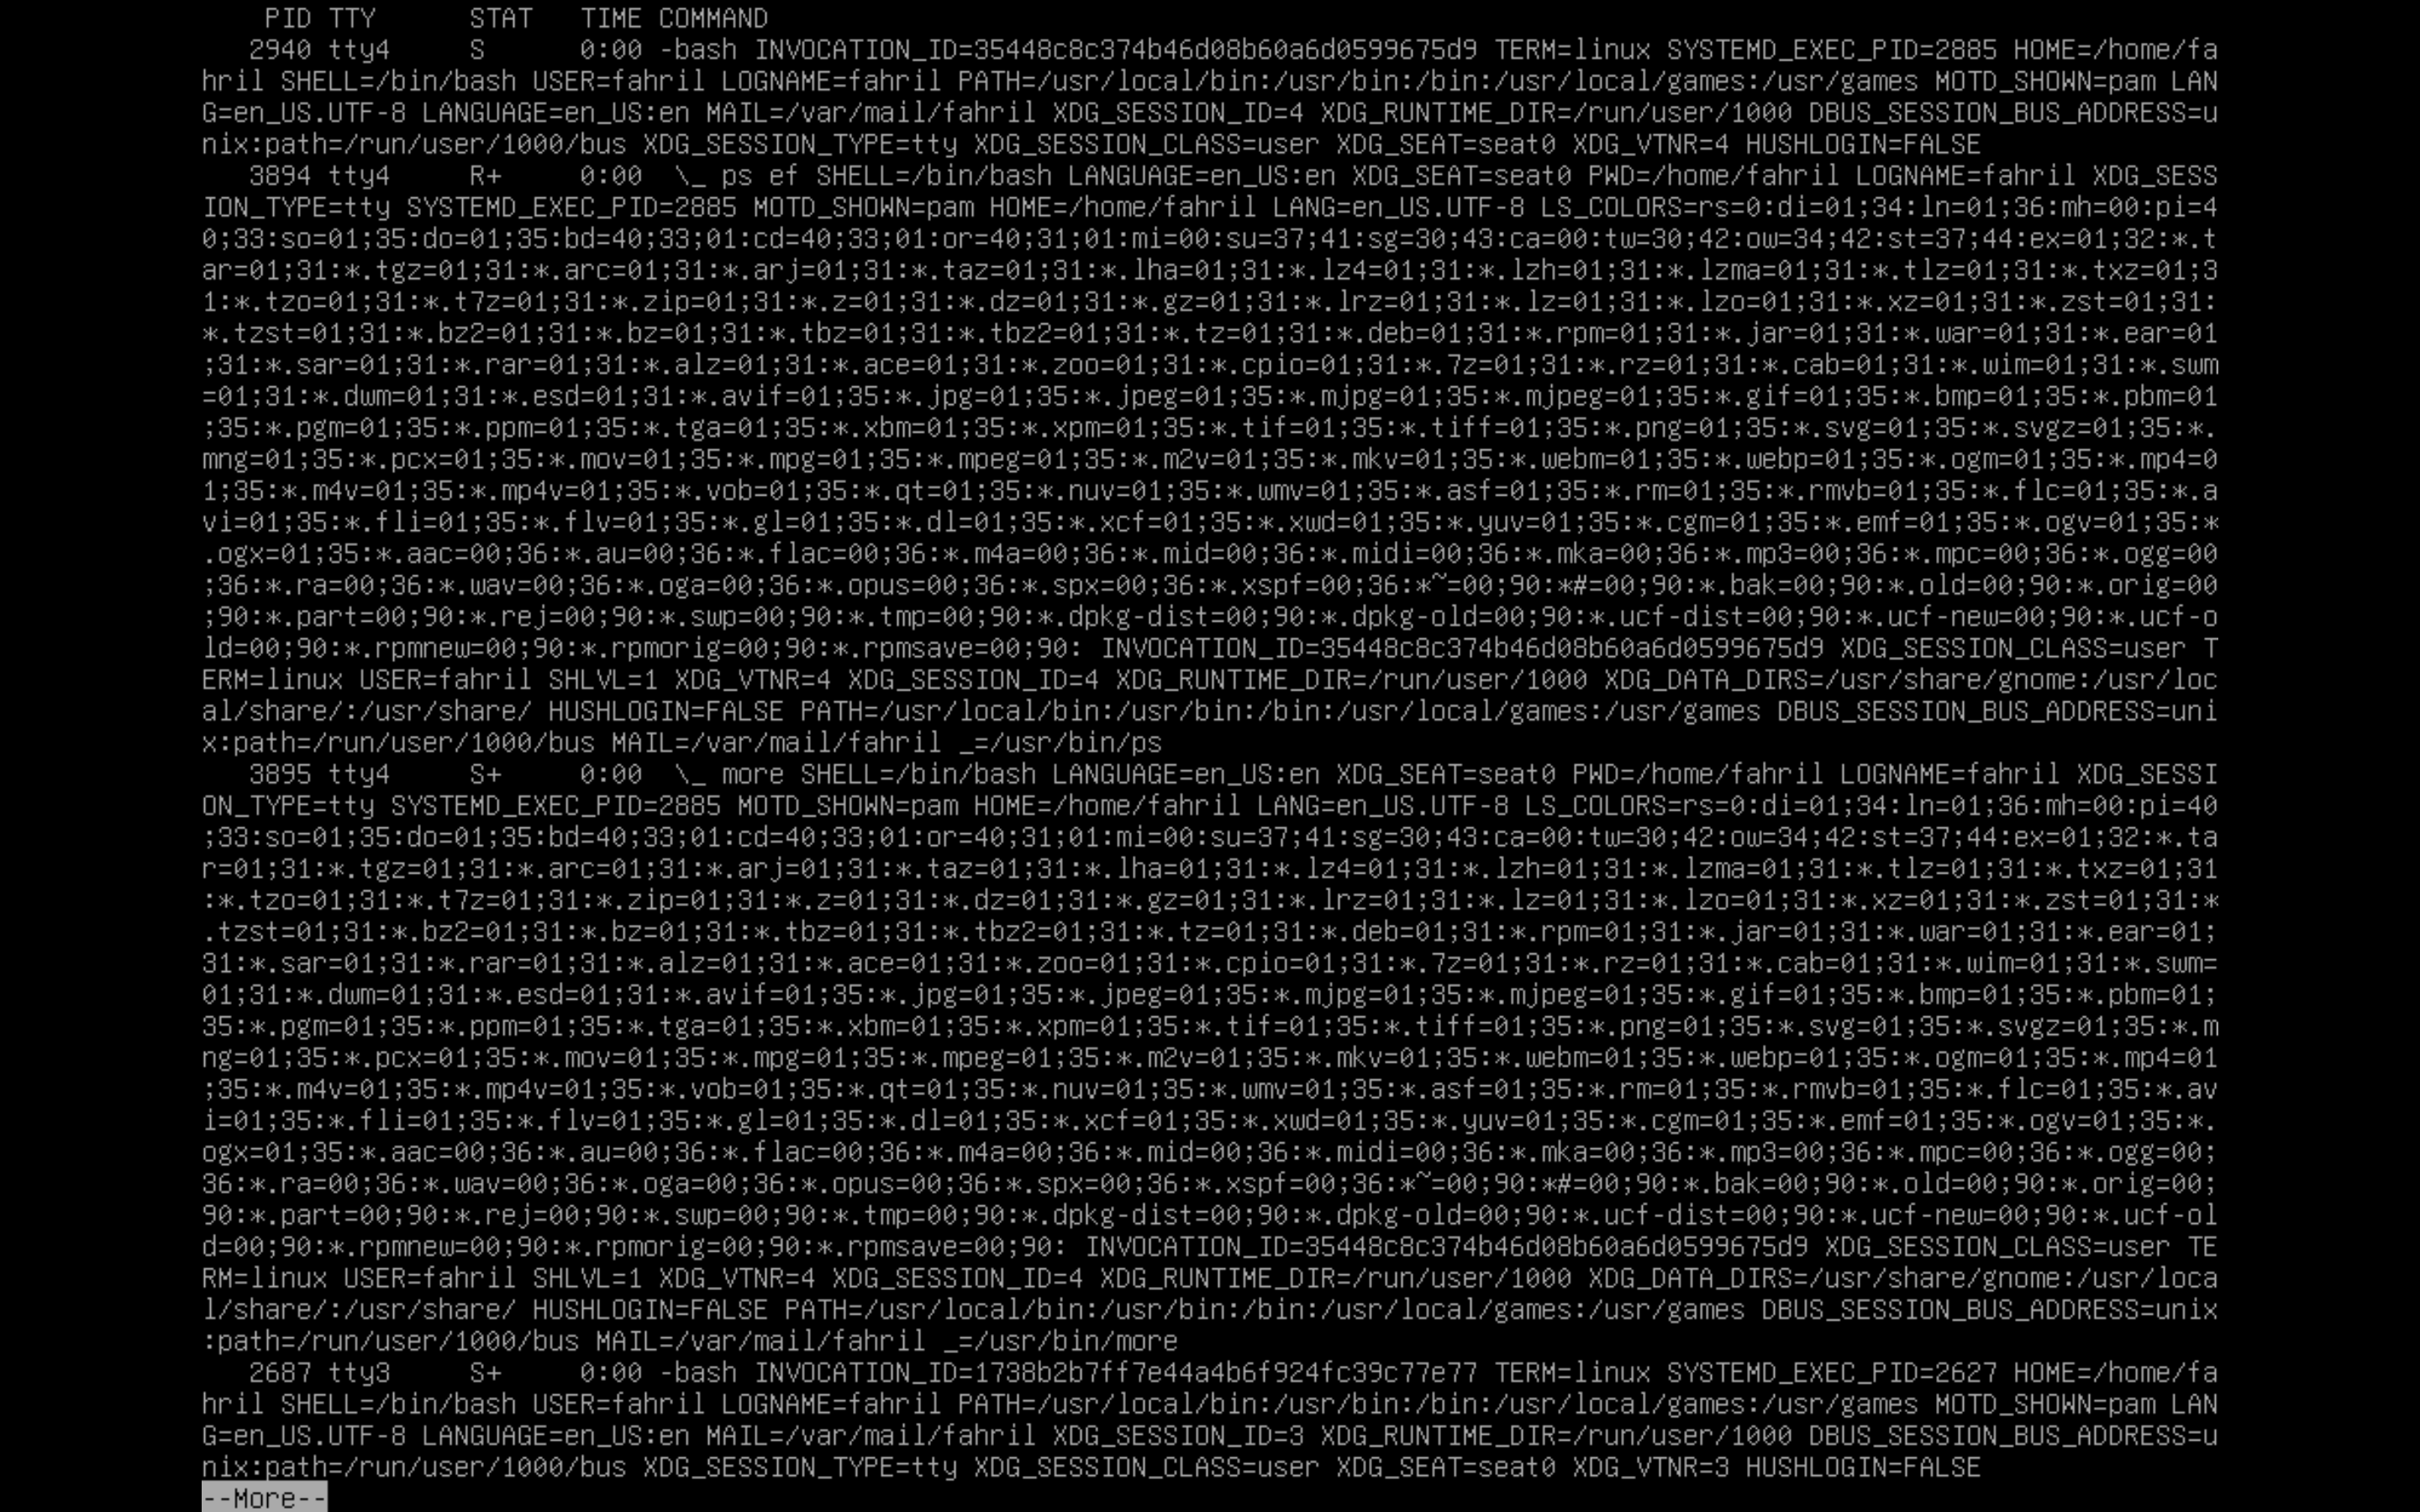 PID TTY      STAT   TIME COMMAND
   2940 tty4     S      0:00 -bash INVOCATION_ID=35448c8c374b46d08b60a6d0599675d9 TERM=linux SYSTEMD_EXEC_PID=2885 HOME=/home/fa
hril SHELL=/bin/bash USER=fahril LOGNAME=fahril PATH=/usr/local/bin:/usr/bin:/bin:/usr/local/games:/usr/games MOTD_SHOWN=pam LAN
G=en_US.UTF-8 LANGUAGE=en_US:en MAIL=/var/mail/fahril XDG_SESSION_ID=4 XDG_RUNTIME_DIR=/run/user/1000 DBUS_SESSION_BUS_ADDRESS=u
nix:path=/run/user/1000/bus XDG_SESSION_TYPE=tty XDG_SESSION_CLASS=user XDG_SEAT=seat0 XDG_VTNR=4 HUSHLOGIN=FALSE
   3894 tty4     R+     0:00  \_ ps ef SHELL=/bin/bash LANGUAGE=en_US:en XDG_SEAT=seat0 PWD=/home/fahril LOGNAME=fahril XDG_SESS
ION_TYPE=tty SYSTEMD_EXEC_PID=2885 MOTD_SHOWN=pam HOME=/home/fahril LANG=en_US.UTF-8 LS_COLORS=rs=0:di=01;34:ln=01;36:mh=00:pi=4
0;33:so=01;35:do=01;35:bd=40;33;01:cd=40;33;01:or=40;31;01:mi=00:su=37;41:sg=30;43:ca=00:tw=30;42:ow=34;42:st=37;44:ex=01;32:*.t
ar=01;31:*.tgz=01;31:*.arc=01;31:*.arj=01;31:*.taz=01;31:*.lha=01;31:*.lz4=01;31:*.lzh=01;31:*.lzma=01;31:*.tlz=01;31:*.txz=01;3
1:*.tzo=01;31:*.t7z=01;31:*.zip=01;31:*.z=01;31:*.dz=01;31:*.gz=01;31:*.lrz=01;31:*.lz=01;31:*.lzo=01;31:*.xz=01;31:*.zst=01;31:
*.tzst=01;31:*.bz2=01;31:*.bz=01;31:*.tbz=01;31:*.tbz2=01;31:*.tz=01;31:*.deb=01;31:*.rpm=01;31:*.jar=01;31:*.war=01;31:*.ear=01
;31:*.sar=01;31:*.rar=01;31:*.alz=01;31:*.ace=01;31:*.zoo=01;31:*.cpio=01;31:*.7z=01;31:*.rz=01;31:*.cab=01;31:*.wim=01;31:*.swm
=01;31:*.dwm=01;31:*.esd=01;31:*.avif=01;35:*.jpg=01;35:*.jpeg=01;35:*.mjpg=01;35:*.mjpeg=01;35:*.gif=01;35:*.bmp=01;35:*.pbm=01
;35:*.pgm=01;35:*.ppm=01;35:*.tga=01;35:*.xbm=01;35:*.xpm=01;35:*.tif=01;35:*.tiff=01;35:*.png=01;35:*.svg=01;35:*.svgz=01;35:*.
mng=01;35:*.pcx=01;35:*.mov=01;35:*.mpg=01;35:*.mpeg=01;35:*.m2v=01;35:*.mkv=01;35:*.webm=01;35:*.webp=01;35:*.ogm=01;35:*.mp4=0
1;35:*.m4v=01;35:*.mp4v=01;35:*.vob=01;35:*.qt=01;35:*.nuv=01;35:*.wmv=01;35:*.asf=01;35:*.rm=01;35:*.rmvb=01;35:*.flc=01;35:*.a
vi=01;35:*.fli=01;35:*.flv=01;35:*.gl=01;35:*.dl=01;35:*.xcf=01;35:*.xwd=01;35:*.yuv=01;35:*.cgm=01;35:*.emf=01;35:*.ogv=01;35:*
.ogx=01;35:*.aac=00;36:*.au=00;36:*.flac=00;36:*.m4a=00;36:*.mid=00;36:*.midi=00;36:*.mka=00;36:*.mp3=00;36:*.mpc=00;36:*.ogg=00
;36:*.ra=00;36:*.wav=00;36:*.oga=00;36:*.opus=00;36:*.spx=00;36:*.xspf=00;36:*~=00;90:*#=00;90:*.bak=00;90:*.old=00;90:*.orig=00
;90:*.part=00;90:*.rej=00;90:*.swp=00;90:*.tmp=00;90:*.dpkg-dist=00;90:*.dpkg-old=00;90:*.ucf-dist=00;90:*.ucf-new=00;90:*.ucf-o
ld=00;90:*.rpmnew=00;90:*.rpmorig=00;90:*.rpmsave=00;90: INVOCATION_ID=35448c8c374b46d08b60a6d0599675d9 XDG_SESSION_CLASS=user T
ERM=linux USER=fahril SHLVL=1 XDG_VTNR=4 XDG_SESSION_ID=4 XDG_RUNTIME_DIR=/run/user/1000 XDG_DATA_DIRS=/usr/share/gnome:/usr/loc
al/share/:/usr/share/ HUSHLOGIN=FALSE PATH=/usr/local/bin:/usr/bin:/bin:/usr/local/games:/usr/games DBUS_SESSION_BUS_ADDRESS=uni
x:path=/run/user/1000/bus MAIL=/var/mail/fahril _=/usr/bin/ps
   3895 tty4     S+     0:00  \_ more SHELL=/bin/bash LANGUAGE=en_US:en XDG_SEAT=seat0 PWD=/home/fahril LOGNAME=fahril XDG_SESSI
ON_TYPE=tty SYSTEMD_EXEC_PID=2885 MOTD_SHOWN=pam HOME=/home/fahril LANG=en_US.UTF-8 LS_COLORS=rs=0:di=01;34:ln=01;36:mh=00:pi=40
;33:so=01;35:do=01;35:bd=40;33;01:cd=40;33;01:or=40;31;01:mi=00:su=37;41:sg=30;43:ca=00:tw=30;42:ow=34;42:st=37;44:ex=01;32:*.ta
r=01;31:*.tgz=01;31:*.arc=01;31:*.arj=01;31:*.taz=01;31:*.lha=01;31:*.lz4=01;31:*.lzh=01;31:*.lzma=01;31:*.tlz=01;31:*.txz=01;31
:*.tzo=01;31:*.t7z=01;31:*.zip=01;31:*.z=01;31:*.dz=01;31:*.gz=01;31:*.lrz=01;31:*.lz=01;31:*.lzo=01;31:*.xz=01;31:*.zst=01;31:*
.tzst=01;31:*.bz2=01;31:*.bz=01;31:*.tbz=01;31:*.tbz2=01;31:*.tz=01;31:*.deb=01;31:*.rpm=01;31:*.jar=01;31:*.war=01;31:*.ear=01;
31:*.sar=01;31:*.rar=01;31:*.alz=01;31:*.ace=01;31:*.zoo=01;31:*.cpio=01;31:*.7z=01;31:*.rz=01;31:*.cab=01;31:*.wim=01;31:*.swm=
01;31:*.dwm=01;31:*.esd=01;31:*.avif=01;35:*.jpg=01;35:*.jpeg=01;35:*.mjpg=01;35:*.mjpeg=01;35:*.gif=01;35:*.bmp=01;35:*.pbm=01;
35:*.pgm=01;35:*.ppm=01;35:*.tga=01;35:*.xbm=01;35:*.xpm=01;35:*.tif=01;35:*.tiff=01;35:*.png=01;35:*.svg=01;35:*.svgz=01;35:*.m
ng=01;35:*.pcx=01;35:*.mov=01;35:*.mpg=01;35:*.mpeg=01;35:*.m2v=01;35:*.mkv=01;35:*.webm=01;35:*.webp=01;35:*.ogm=01;35:*.mp4=01
;35:*.m4v=01;35:*.mp4v=01;35:*.vob=01;35:*.qt=01;35:*.nuv=01;35:*.wmv=01;35:*.asf=01;35:*.rm=01;35:*.rmvb=01;35:*.flc=01;35:*.av
i=01;35:*.fli=01;35:*.flv=01;35:*.gl=01;35:*.dl=01;35:*.xcf=01;35:*.xwd=01;35:*.yuv=01;35:*.cgm=01;35:*.emf=01;35:*.ogv=01;35:*.
ogx=01;35:*.aac=00;36:*.au=00;36:*.flac=00;36:*.m4a=00;36:*.mid=00;36:*.midi=00;36:*.mka=00;36:*.mp3=00;36:*.mpc=00;36:*.ogg=00;
36:*.ra=00;36:*.wav=00;36:*.oga=00;36:*.opus=00;36:*.spx=00;36:*.xspf=00;36:*~=00;90:*#=00;90:*.bak=00;90:*.old=00;90:*.orig=00;
90:*.part=00;90:*.rej=00;90:*.swp=00;90:*.tmp=00;90:*.dpkg-dist=00;90:*.dpkg-old=00;90:*.ucf-dist=00;90:*.ucf-new=00;90:*.ucf-ol
d=00;90:*.rpmnew=00;90:*.rpmorig=00;90:*.rpmsave=00;90: INVOCATION_ID=35448c8c374b46d08b60a6d0599675d9 XDG_SESSION_CLASS=user TE
RM=linux USER=fahril SHLVL=1 XDG_VTNR=4 XDG_SESSION_ID=4 XDG_RUNTIME_DIR=/run/user/1000 XDG_DATA_DIRS=/usr/share/gnome:/usr/loca
l/share/:/usr/share/ HUSHLOGIN=FALSE PATH=/usr/local/bin:/usr/bin:/bin:/usr/local/games:/usr/games DBUS_SESSION_BUS_ADDRESS=unix
:path=/run/user/1000/bus MAIL=/var/mail/fahril _=/usr/bin/more
   2687 tty3     S+     0:00 -bash INVOCATION_ID=1738b2b7ff7e44a4b6f924fc39c77e77 TERM=linux SYSTEMD_EXEC_PID=2627 HOME=/home/fa
hril SHELL=/bin/bash USER=fahril LOGNAME=fahril PATH=/usr/local/bin:/usr/bin:/bin:/usr/local/games:/usr/games MOTD_SHOWN=pam LAN
G=en_US.UTF-8 LANGUAGE=en_US:en MAIL=/var/mail/fahril XDG_SESSION_ID=3 XDG_RUNTIME_DIR=/run/user/1000 DBUS_SESSION_BUS_ADDRESS=u
nix:path=/run/user/1000/bus XDG_SESSION_TYPE=tty XDG_SESSION_CLASS=user XDG_SEAT=seat0 XDG_VTNR=3 HUSHLOGIN=FALSE
--More--